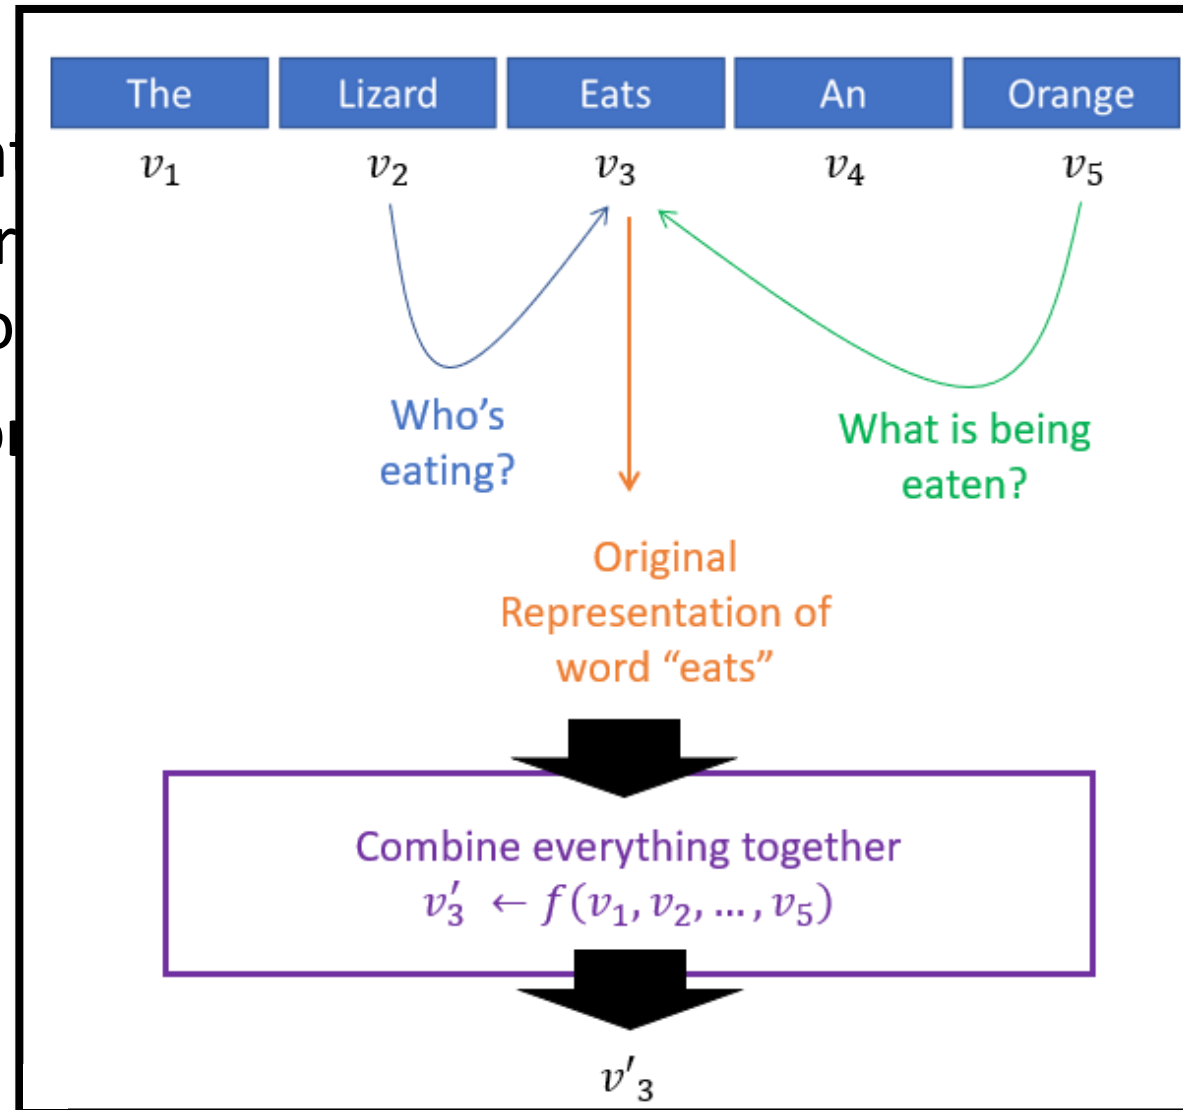 The Lizard Eats An Orange
v₁ v₂ v₃ v₄ v₅
Who's
eating?
What is being
eaten?
Original
Representation of
word “eats”
Combine everything together
v′₃ ← f(v₁, v₂, ..., v₅)
v′₃